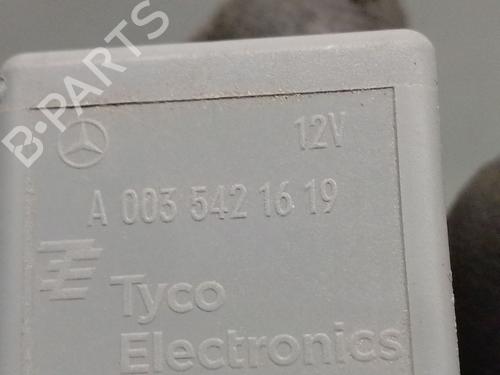 B-PARTS
12V
A 003 542 16 19
Tyco
Electronics